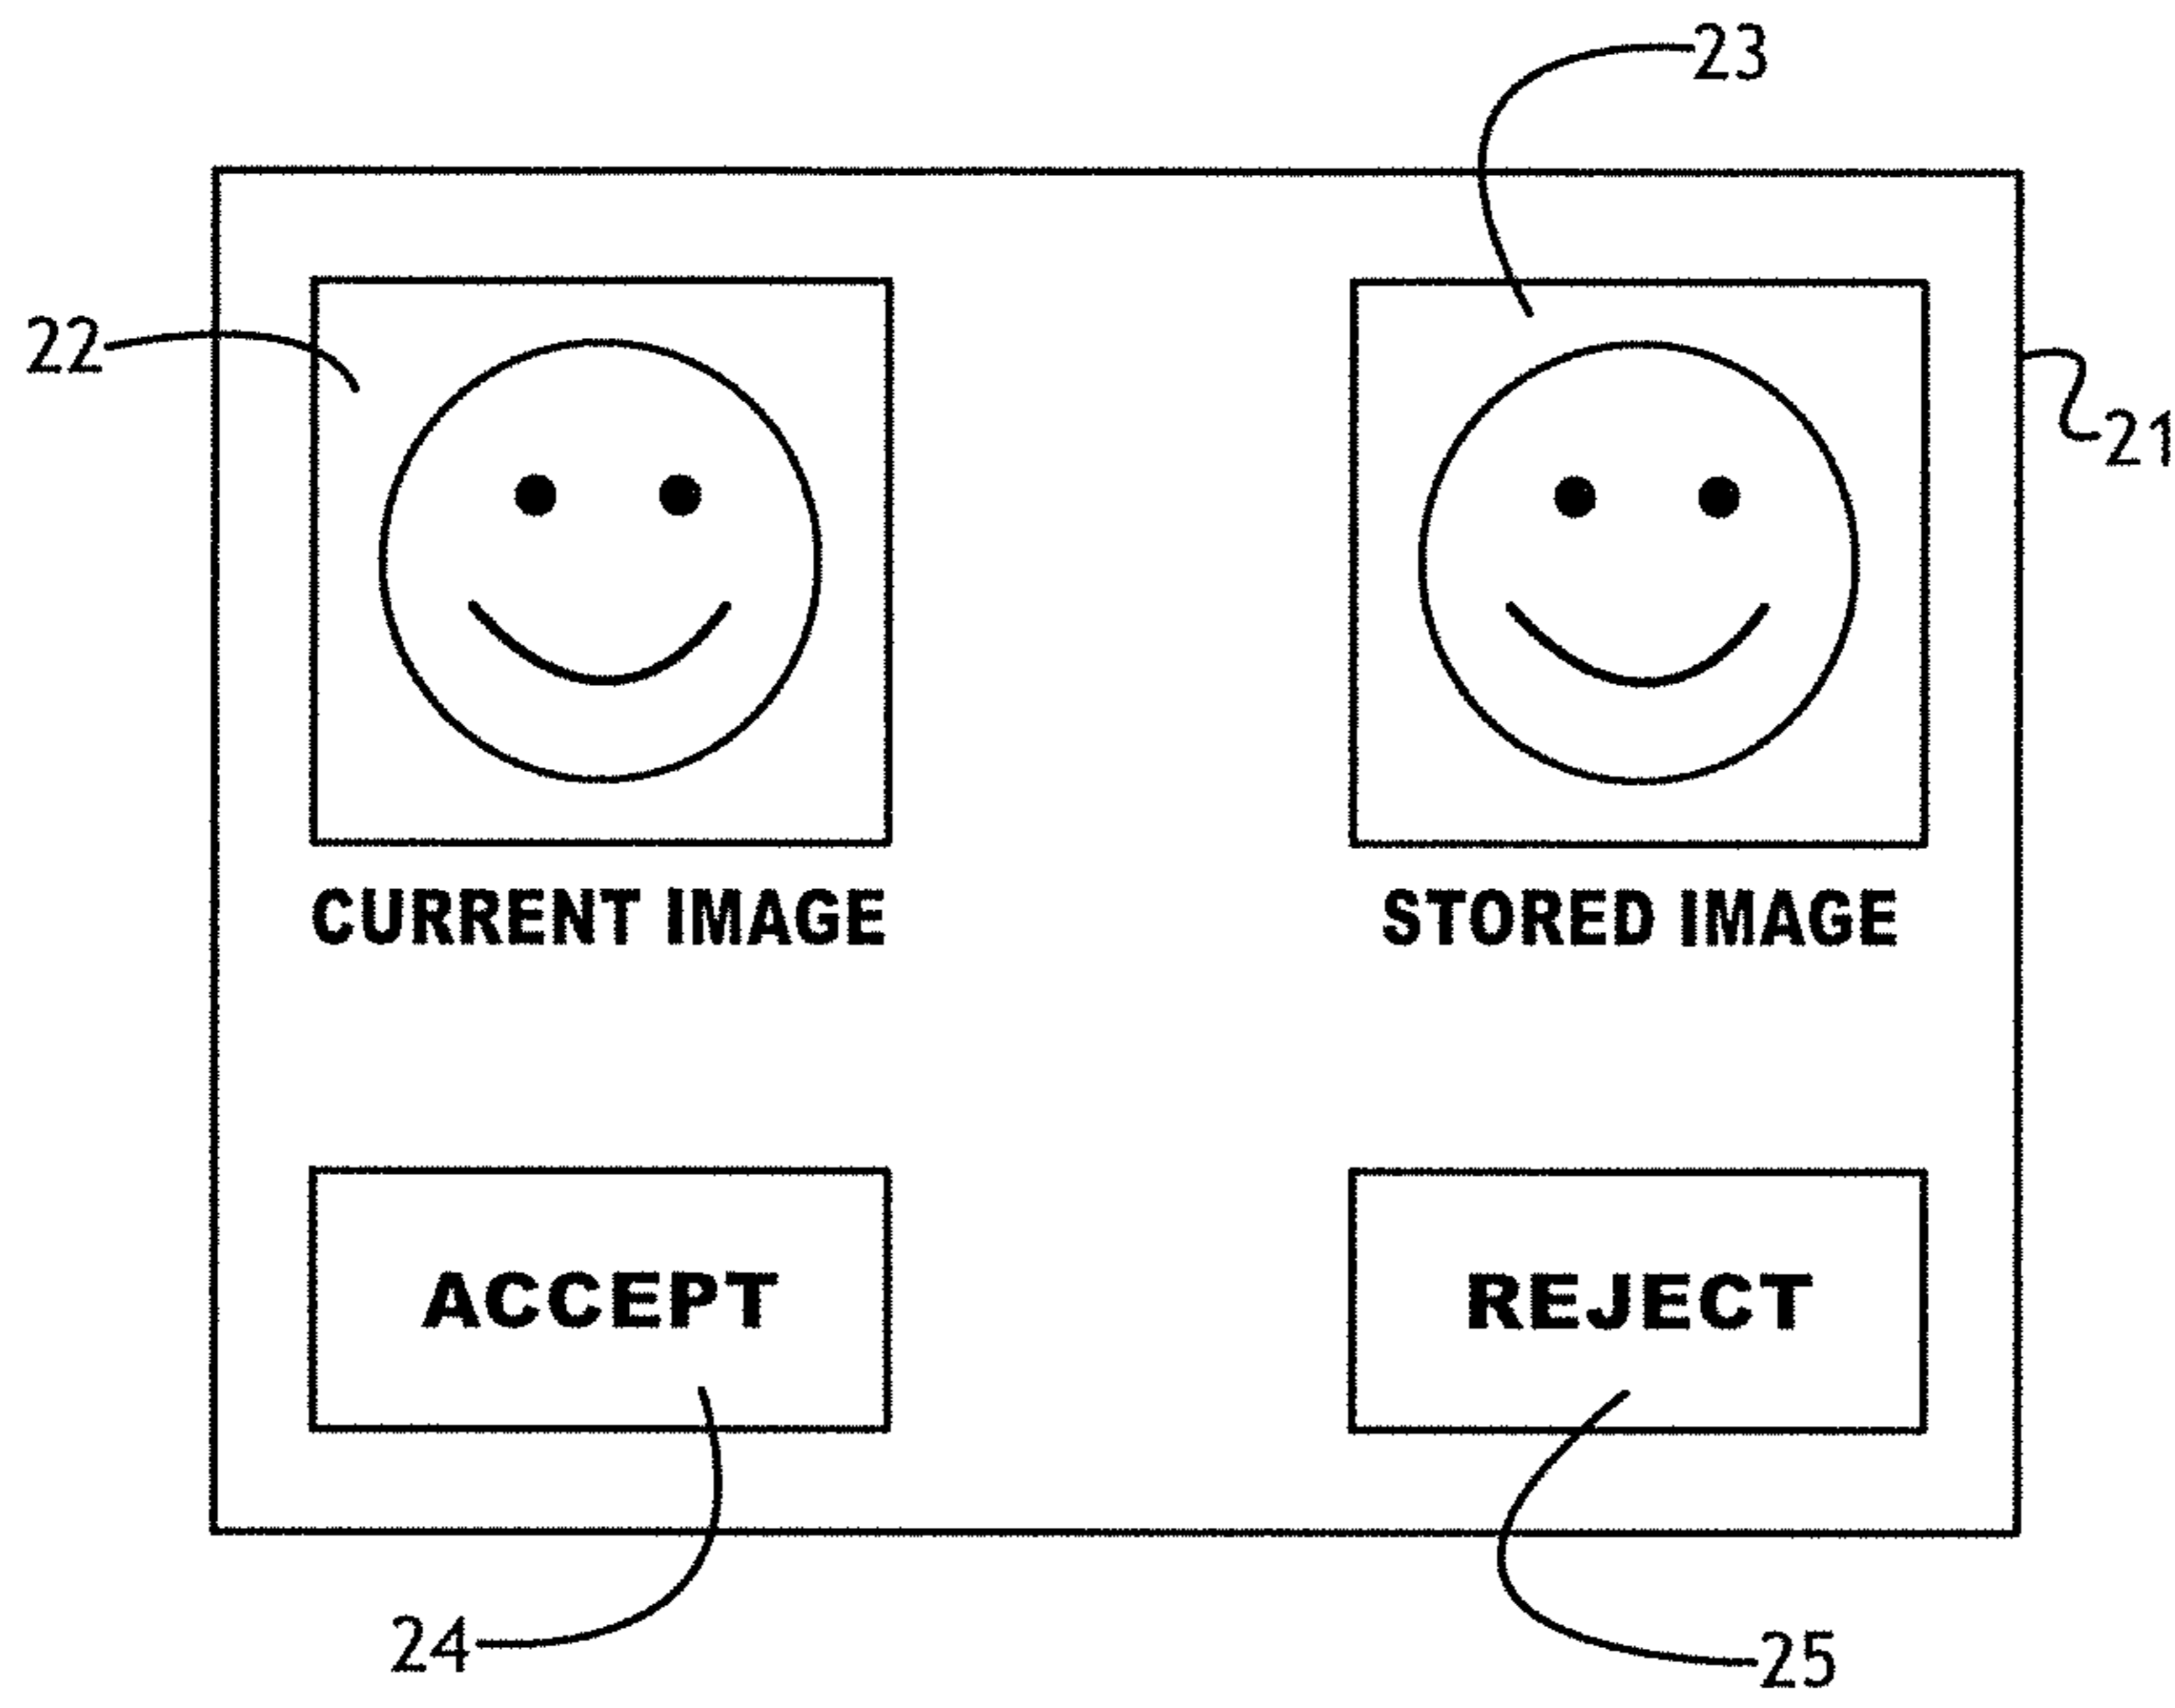 23
22
21
CURRENT IMAGE
STORED IMAGE
ACCEPT
REJECT
24
25